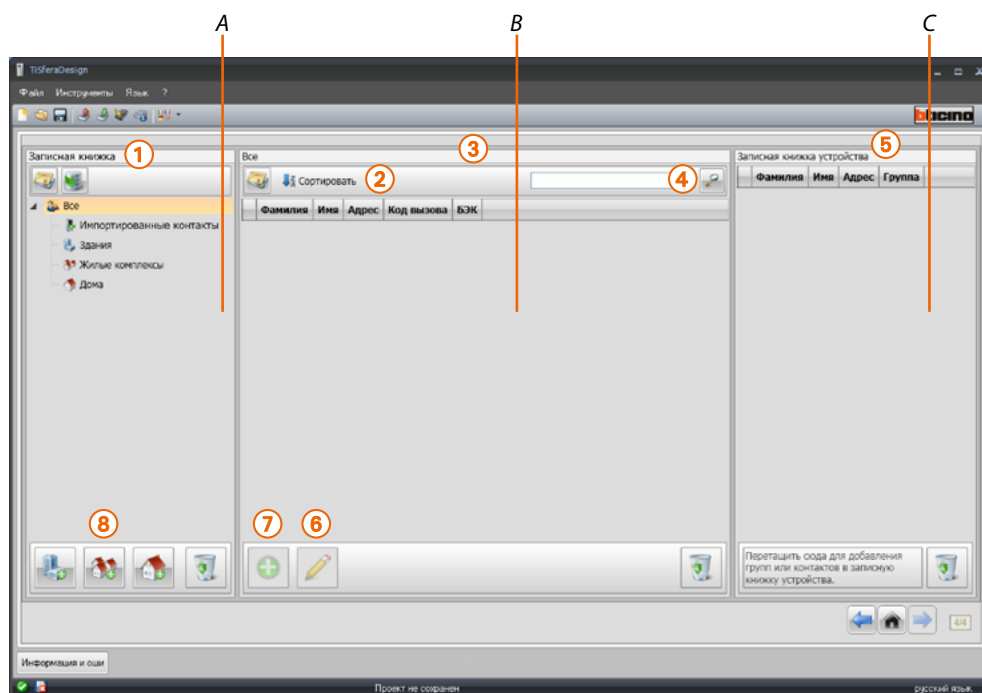 A B C
TiSferaDesign
Файл Инструменты Язык ?
bticino
Записная книжка 1
Все 3
Записная книжка устройства 5
Сортировать 2 4
Фамилия Имя Адрес Код вызова БЭК
Фамилия Имя Адрес Группа
Все
Импортированные контакты
Здания
Жилые комплексы
Дома
8 7 6
Перетащить сюда для добавления
групп или контактов в записную
книжку устройства.
4/4
Информация и оши
Проект не сохранен русский язык